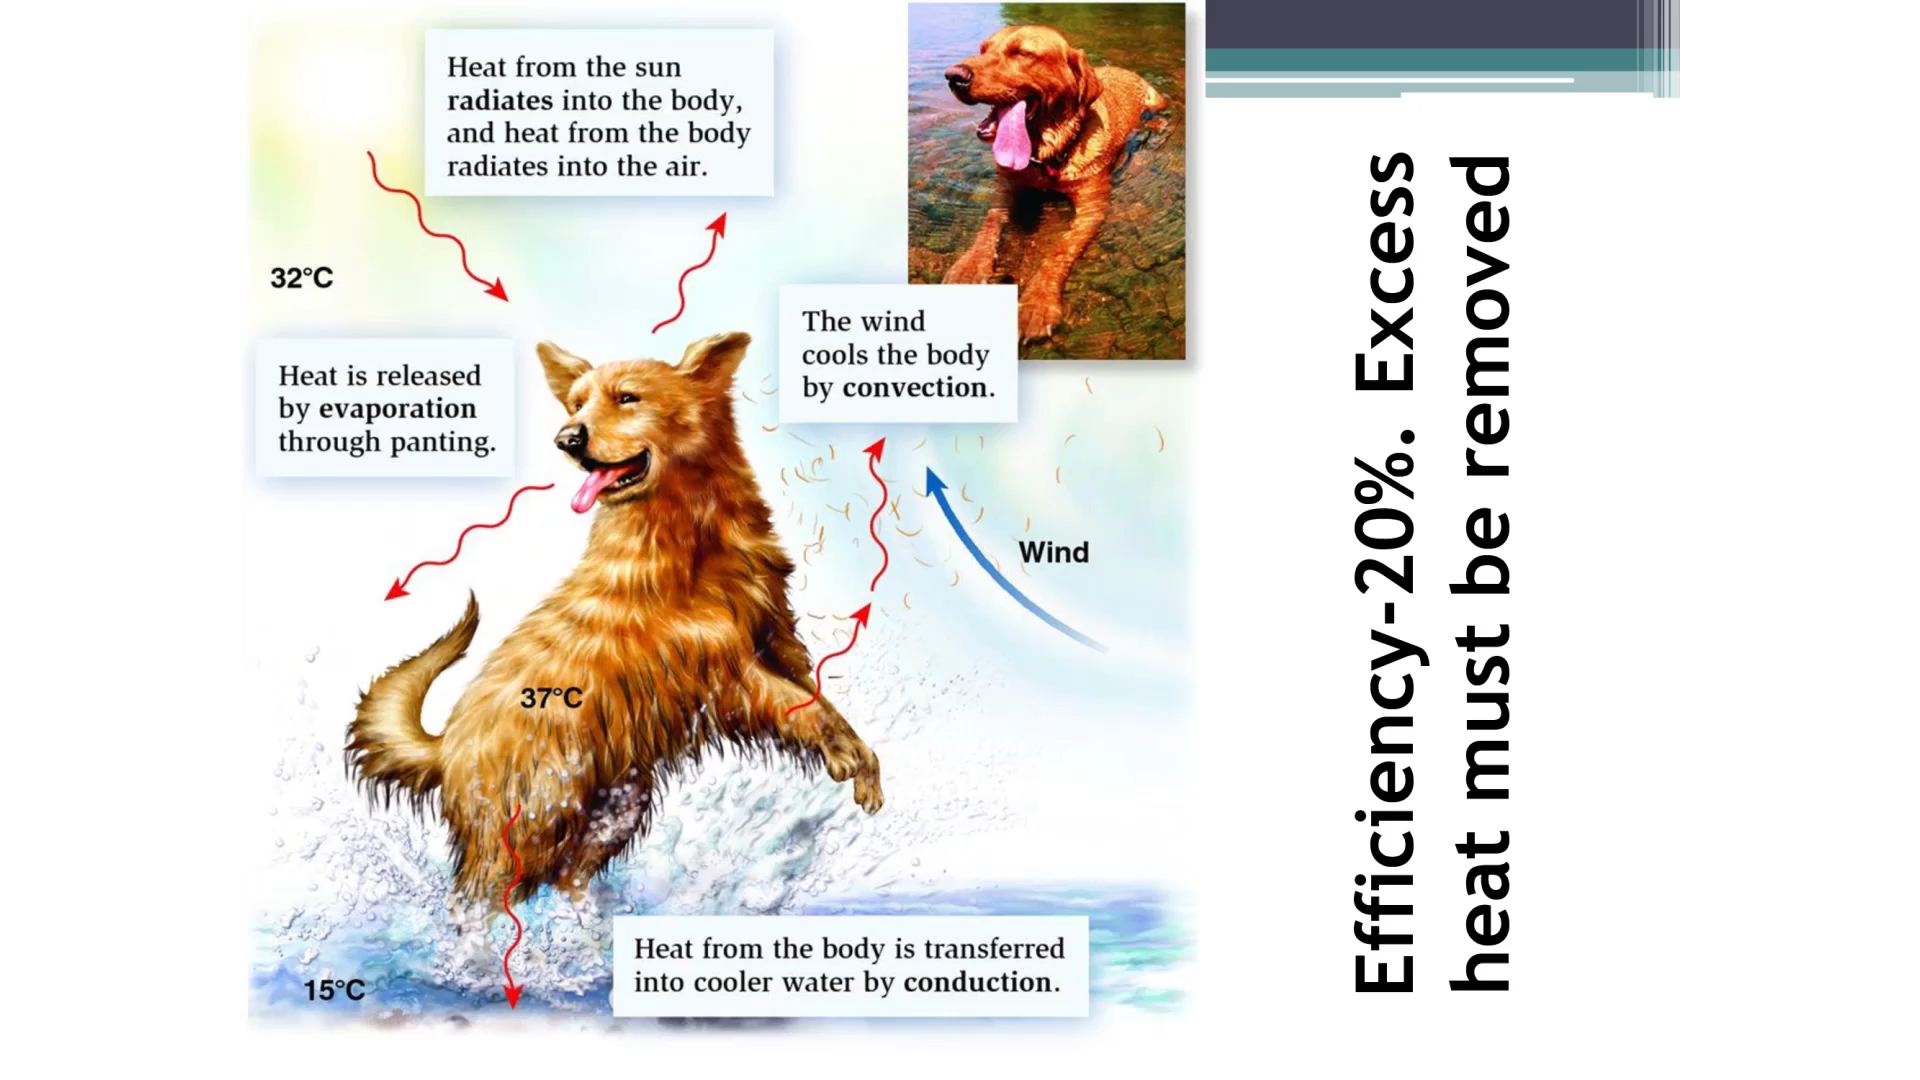 Heat from the sun
radiates into the body,
and heat from the body
radiates into the air.
32°C
Heat is released
by evaporation
through panting.
The wind
cools the body
by convection.
Wind
37°C
Heat from the body is transferred
into cooler water by conduction.
15°C
Efficiency-20%. Excess
heat must be removed